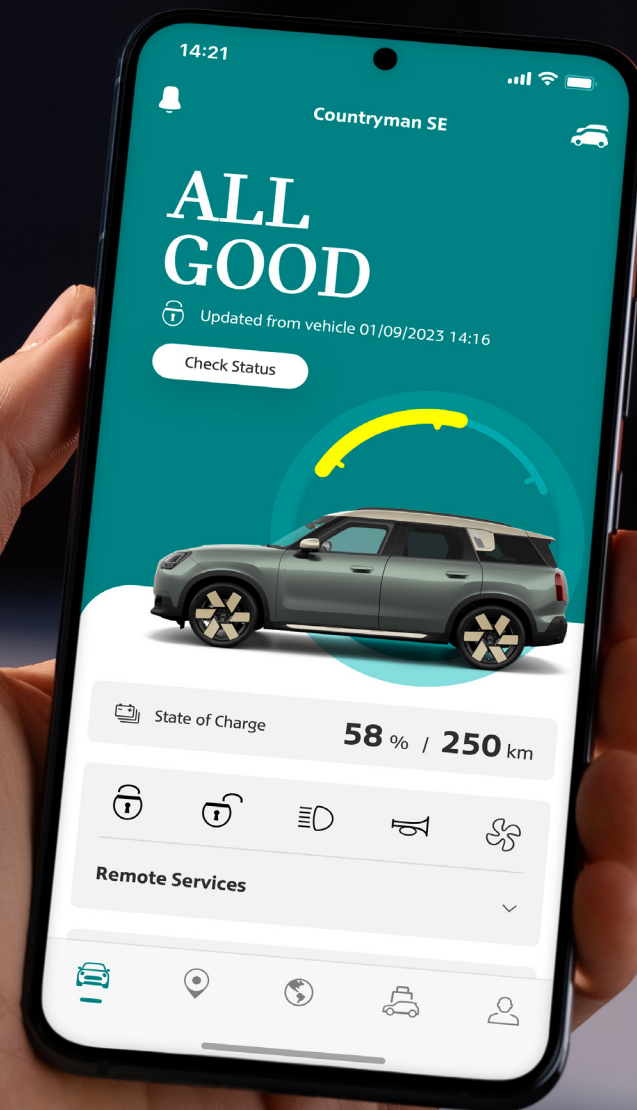 14:21
Countryman SE
ALL
GOOD
Updated from vehicle 01/09/2023 14:16
Check Status
State of Charge
58 % / 250 km
Remote Services